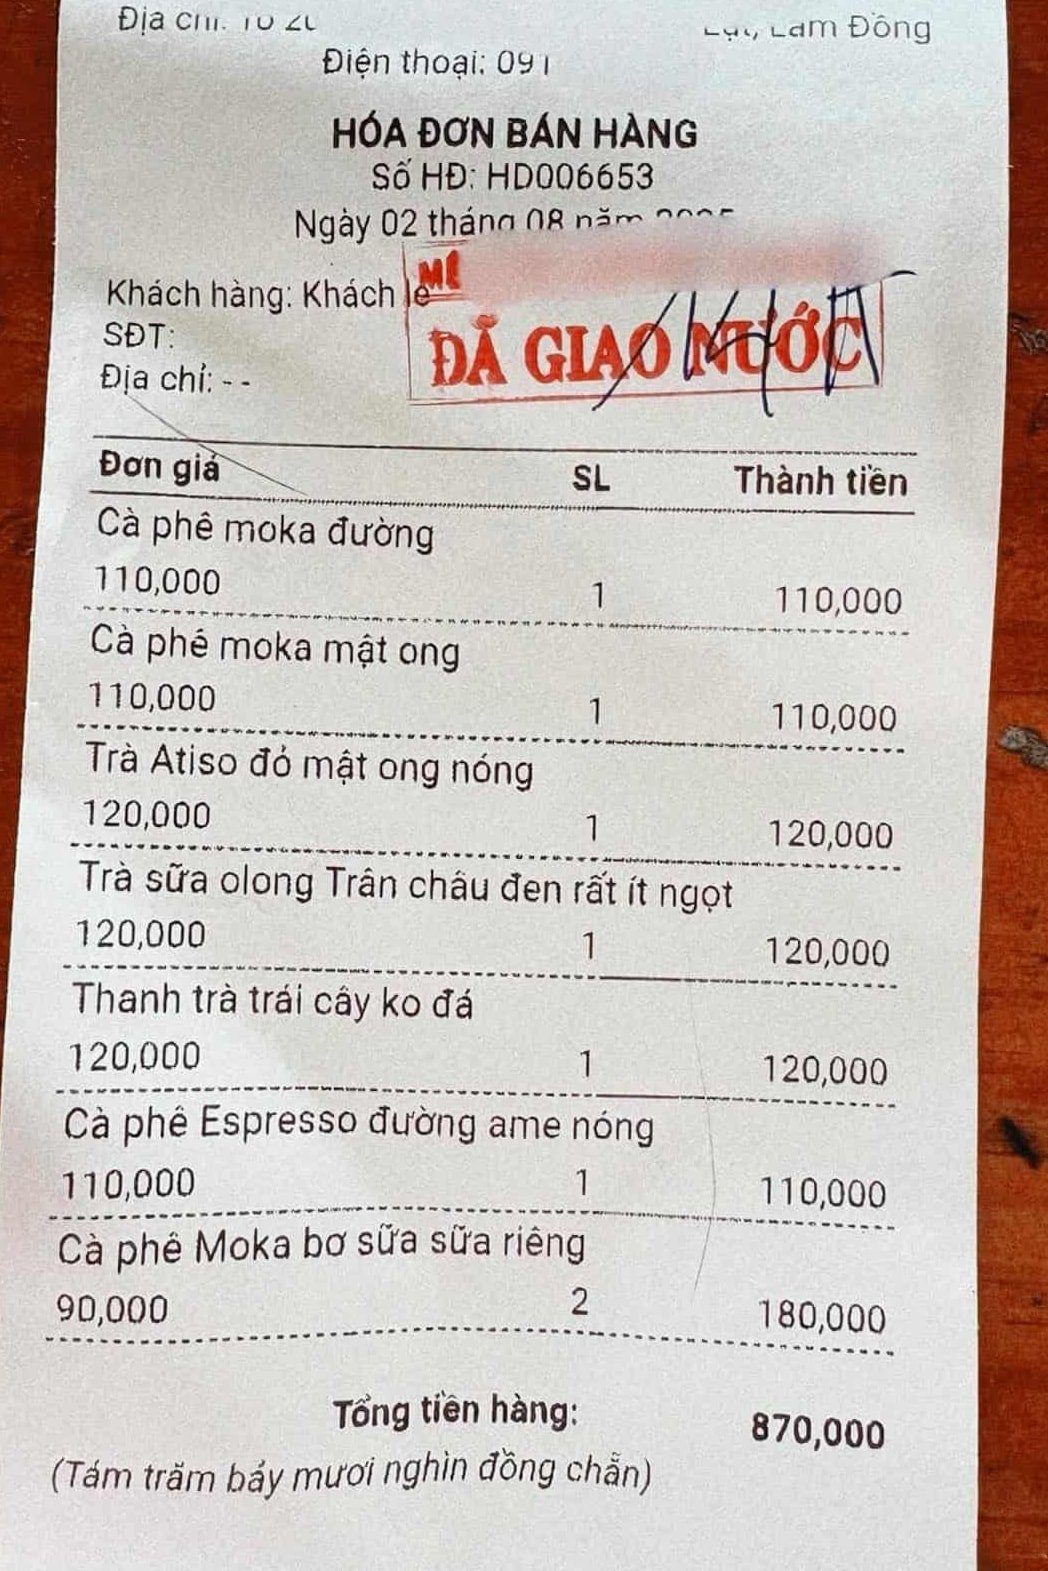 Địa chỉ:
Lâm Đồng
Điện thoại: 091
HÓA ĐƠN BÁN HÀNG
Số HĐ: HD006653
Ngày 02 tháng 08 năm
Khách hàng: Khách lẻ
SĐT:
Địa chỉ: - -
ĐÃ GIAO NƯỚC
Đơn giá SL Thành tiền
Cà phê moka đường
110,000 1 110,000
Cà phê moka mật ong
110,000 1 110,000
Trà Atiso đỏ mật ong nóng
120,000 1 120,000
Trà sữa olong Trân châu đen rất ít ngọt
120,000 1 120,000
Thanh trà trái cây ko đá
120,000 1 120,000
Cà phê Espresso đường ame nóng
110,000 1 110,000
Cà phê Moka bơ sữa sữa riêng
90,000 2 180,000
Tổng tiền hàng: 870,000
(Tám trăm bảy mươi nghìn đồng chẵn)